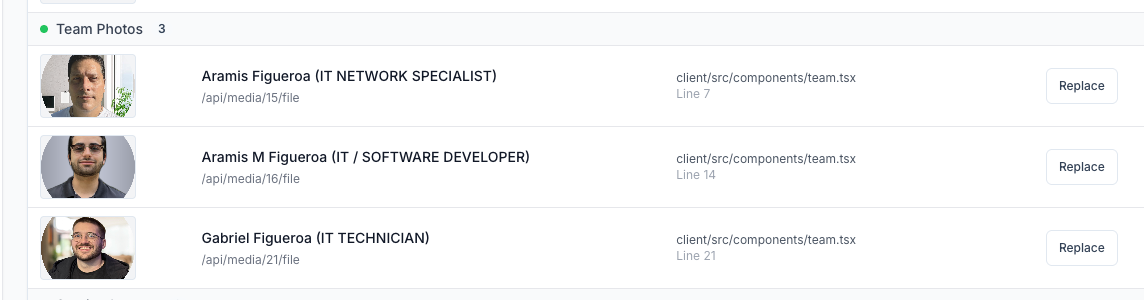 Team Photos 3
Aramis Figueroa (IT NETWORK SPECIALIST)
/api/media/15/file
client/src/components/team.tsx
Line 7
Replace
Aramis M Figueroa (IT / SOFTWARE DEVELOPER)
/api/media/16/file
client/src/components/team.tsx
Line 14
Replace
Gabriel Figueroa (IT TECHNICIAN)
/api/media/21/file
client/src/components/team.tsx
Line 21
Replace